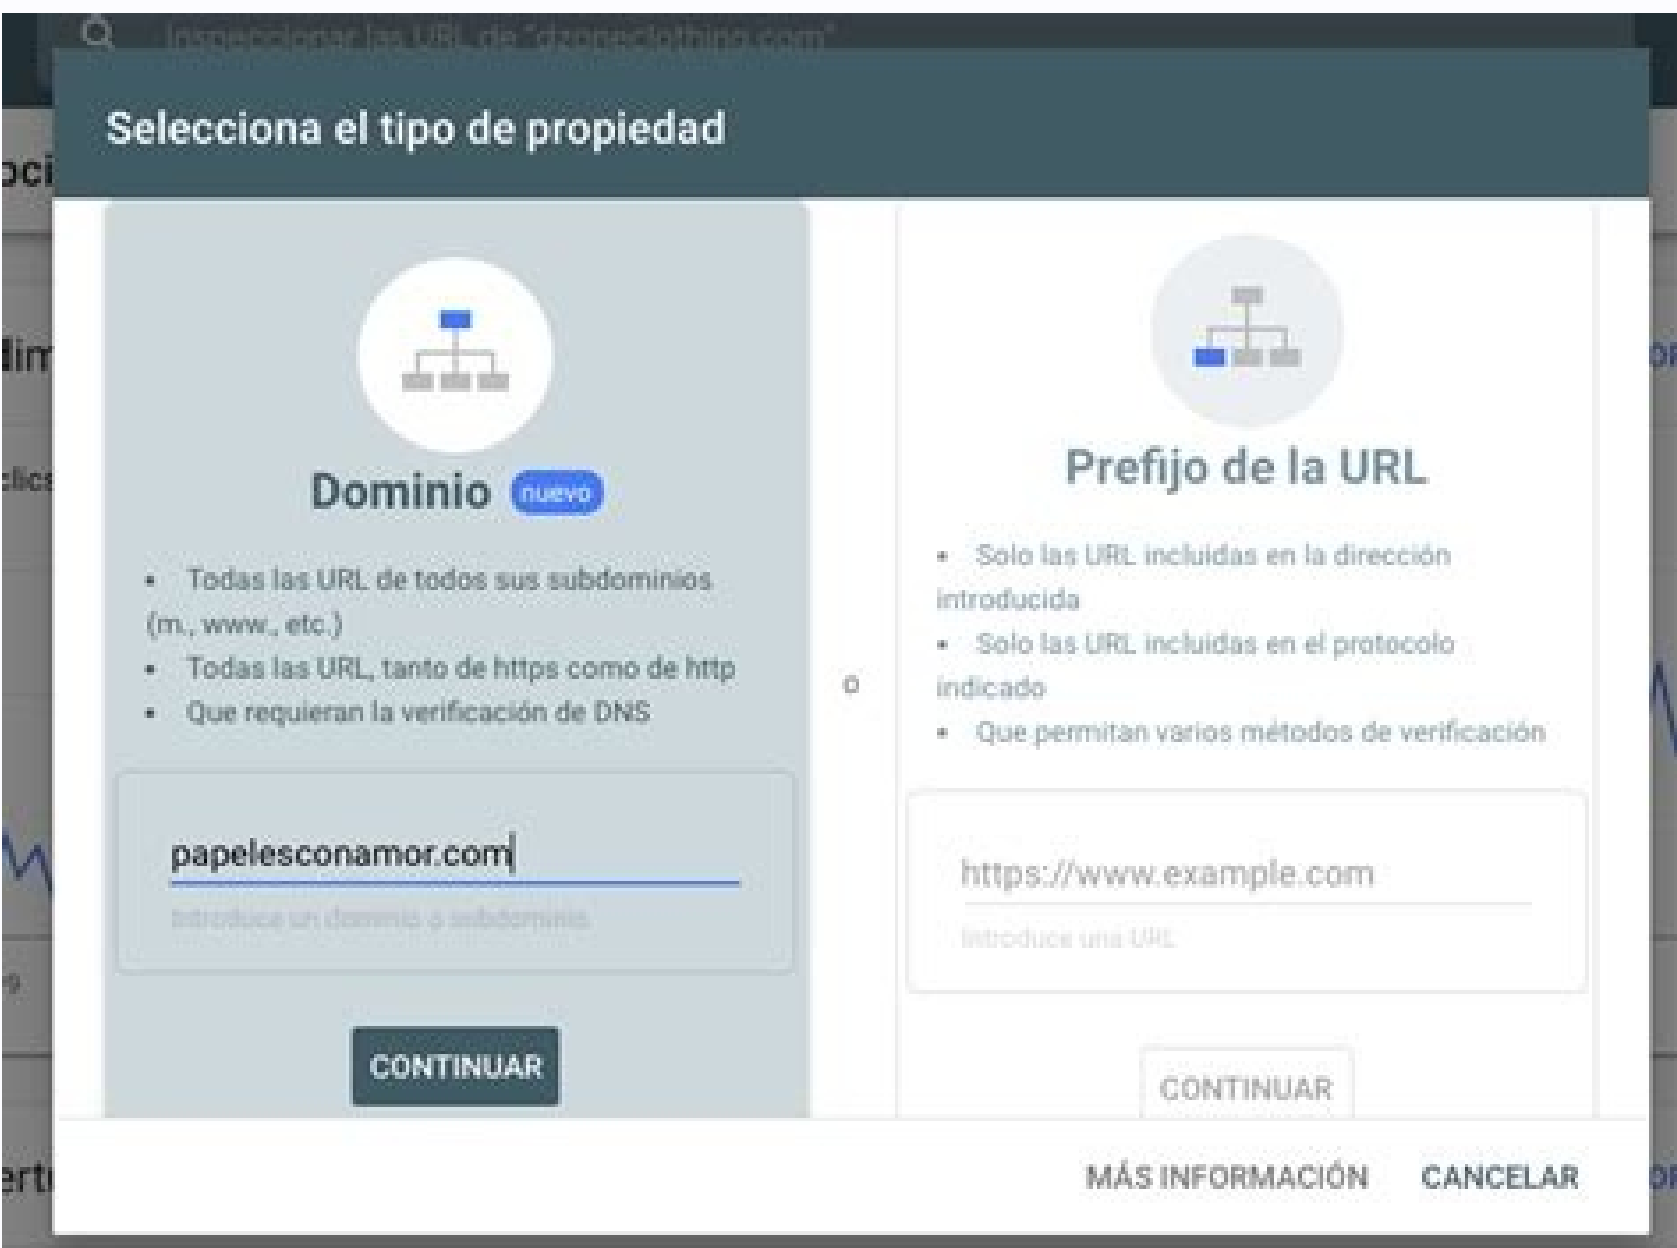 Inspeccionar las URL de "dzoneclothing.com"
Selecciona el tipo de propiedad
Dominio nuevo
• Todas las URL de todos sus subdominios
(m., www., etc.)
• Todas las URL, tanto de https como de http
• Que requieran la verificación de DNS
papelesconamor.com
Introduce un dominio o subdominio
CONTINUAR
o
Prefijo de la URL
• Solo las URL incluidas en la dirección
introducida
• Solo las URL incluidas en el protocolo
indicado
• Que permitan varios métodos de verificación
https://www.example.com
Introduce una URL
CONTINUAR
MÁS INFORMACIÓN CANCELAR